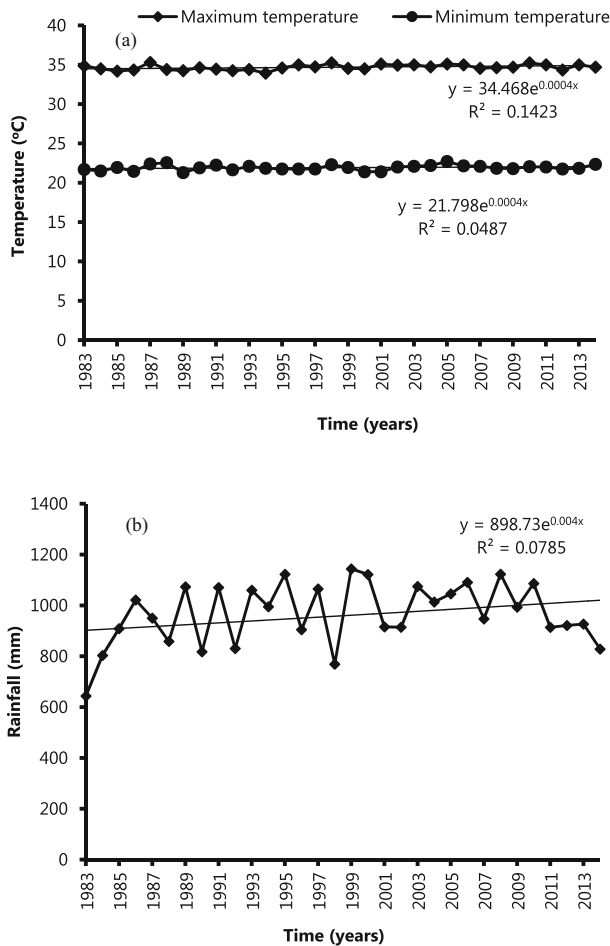 Maximum temperature Minimum temperature
(a)
40
35
30
25
20
15
10
5
0
Temperature (°C)
y = 34.468e^0.0004x
R² = 0.1423
y = 21.798e^0.0004x
R² = 0.0487
1983 1985 1987 1989 1991 1993 1995 1997 1999 2001 2003 2005 2007 2009 2011 2013
Time (years)
(b)
1400
1200
1000
800
600
400
200
0
Rainfall (mm)
y = 898.73e^0.004x
R² = 0.0785
1983 1985 1987 1989 1991 1993 1995 1997 1999 2001 2003 2005 2007 2009 2011 2013
Time (years)